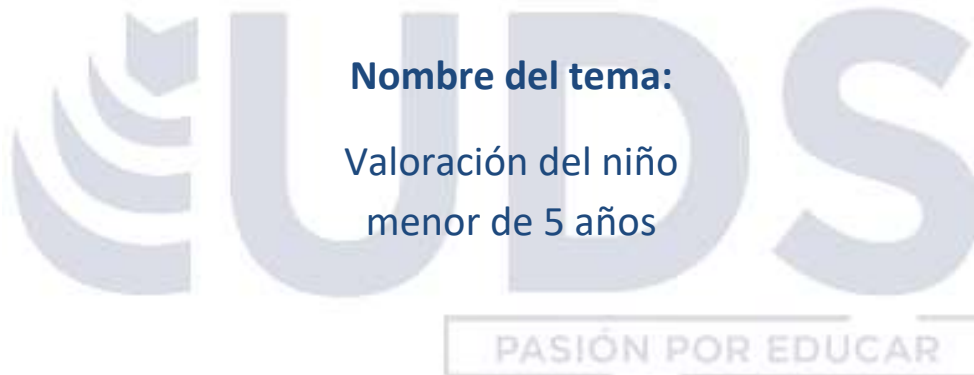 UDS
Nombre del tema:
Valoración del niño
menor de 5 años
PASIÓN POR EDUCAR